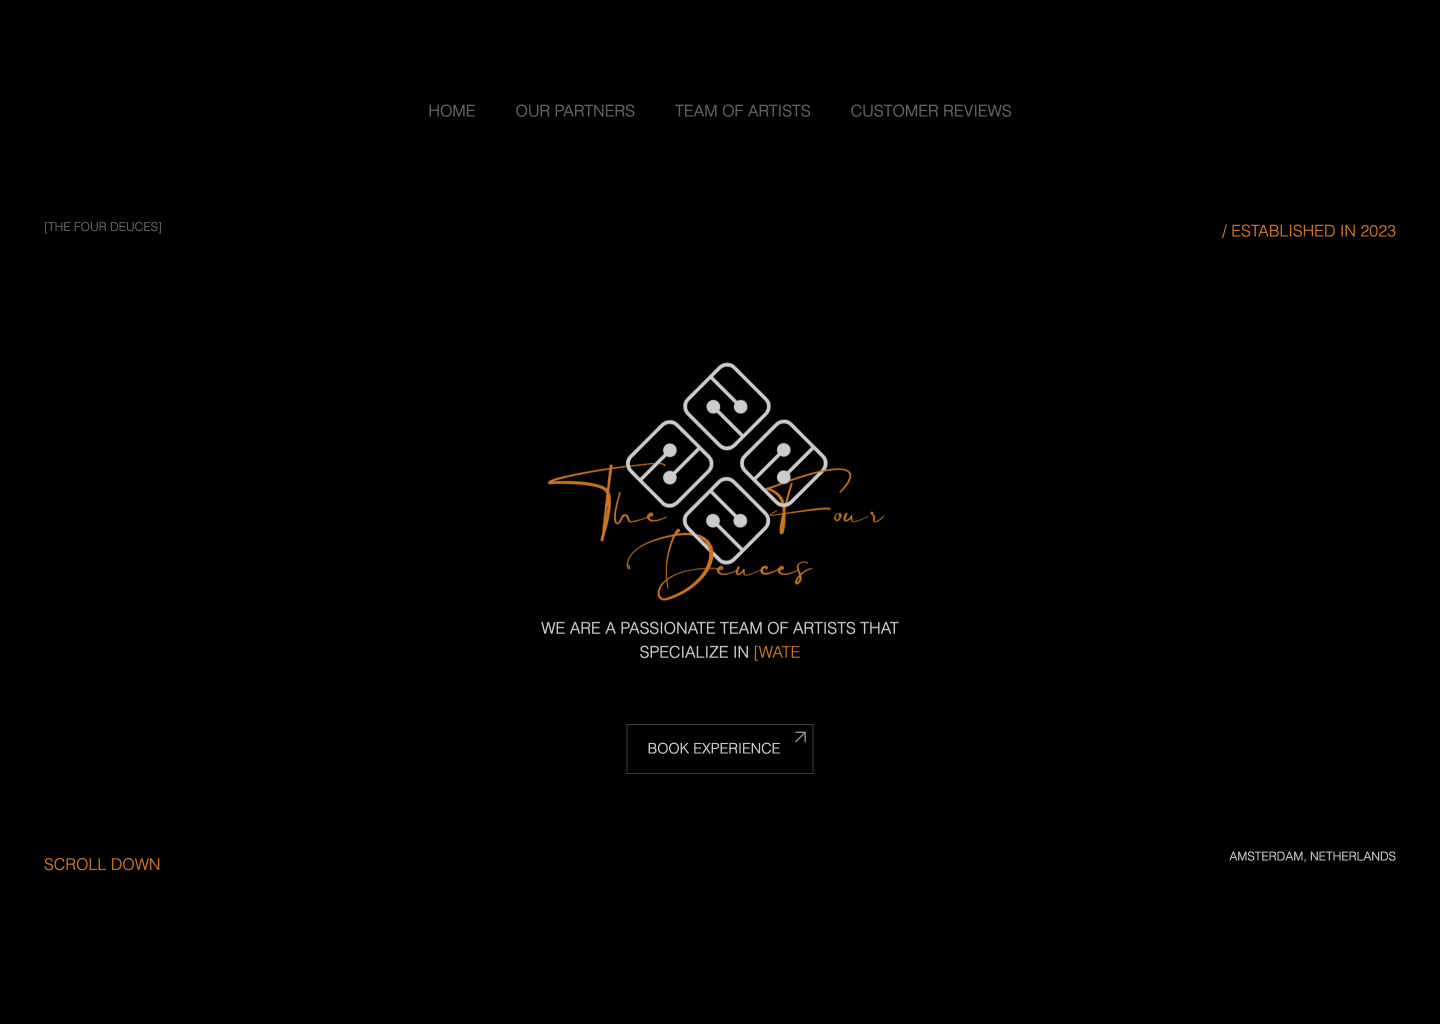 HOME OUR PARTNERS TEAM OF ARTISTS CUSTOMER REVIEWS
[THE FOUR DEUCES]
/ ESTABLISHED IN 2023
The Four
Deuces
WE ARE A PASSIONATE TEAM OF ARTISTS THAT
SPECIALIZE IN [WATE
BOOK EXPERIENCE
SCROLL DOWN
AMSTERDAM, NETHERLANDS